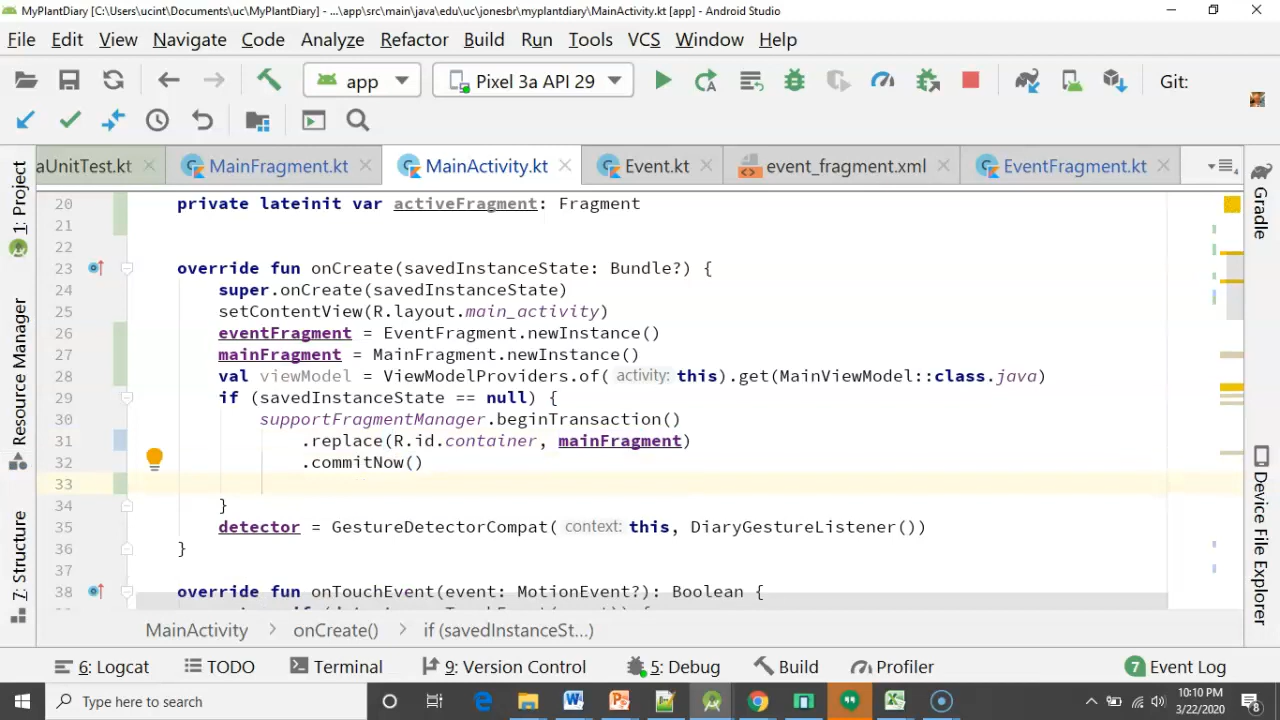 MyPlantDiary [C:\Users\ucint\Documents\uc\MyPlantDiary] - ...\app\src\main\java\edu\uc\jonesbr\myplantdiary\MainActivity.kt [app] - Android Studio
File Edit View Navigate Code Analyze Refactor Build Run Tools VCS Window Help
app Pixel 3a API 29 Git:
aUnitTest.kt MainFragment.kt MainActivity.kt Event.kt event_fragment.xml EventFragment.kt
1: Project
Resource Manager
7: Structure
20 private lateinit var activeFragment: Fragment
21
22
23 override fun onCreate(savedInstanceState: Bundle?) {
24 super.onCreate(savedInstanceState)
25 setContentView(R.layout.main_activity)
26 eventFragment = EventFragment.newInstance()
27 mainFragment = MainFragment.newInstance()
28 val viewModel = ViewModelProviders.of( activity: this).get(MainViewModel::class.java)
29 if (savedInstanceState == null) {
30 supportFragmentManager.beginTransaction()
31 .replace(R.id.container, mainFragment)
32 .commitNow()
33
34 }
35 detector = GestureDetectorCompat( context: this, DiaryGestureListener())
36 }
37
38 override fun onTouchEvent(event: MotionEvent?): Boolean {
Gradle
Device File Explorer
MainActivity > onCreate() > if (savedInstanceSt...)
6: Logcat TODO Terminal 9: Version Control 5: Debug Build Profiler 7 Event Log
Type here to search
10:10 PM
3/22/2020
8